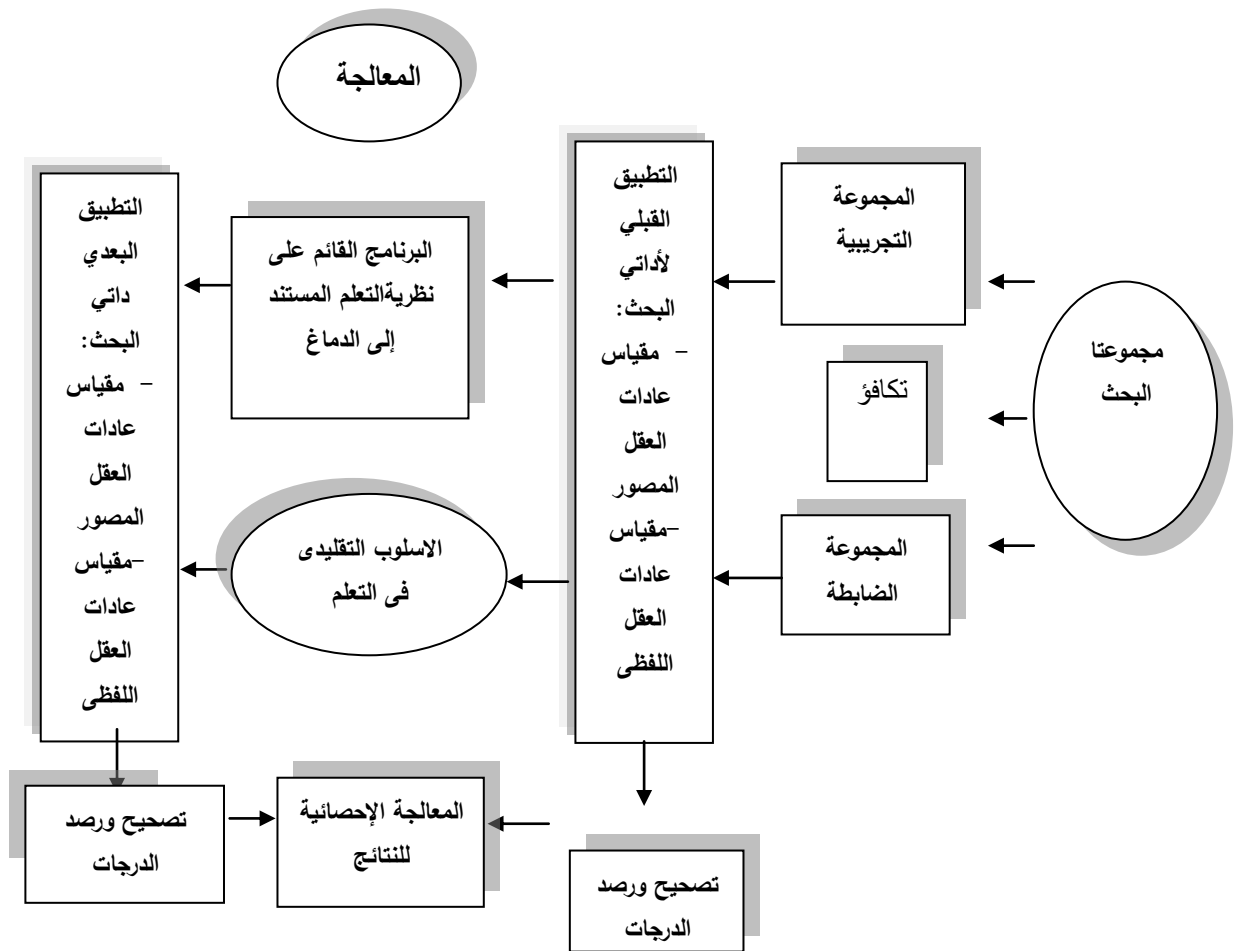 المعالجة
مجموعتا
البحث
المجموعة
التجريبية
تكافؤ
المجموعة
الضابطة
التطبيق
القبلي
لأداتي
البحث:
- مقياس
عادات
العقل
المصور
-مقياس
عادات
العقل
اللفظى
البرنامج القائم على
نظريةالتعلم المستند
إلى الدماغ
الاسلوب التقليدى
فى التعلم
التطبيق
البعدي
داتي
البحث:
- مقياس
عادات
العقل
المصور
-مقياس
عادات
العقل
اللفظى
تصحيح ورصد
الدرجات
المعالجة الإحصائية
للنتائج
تصحيح ورصد
الدرجات